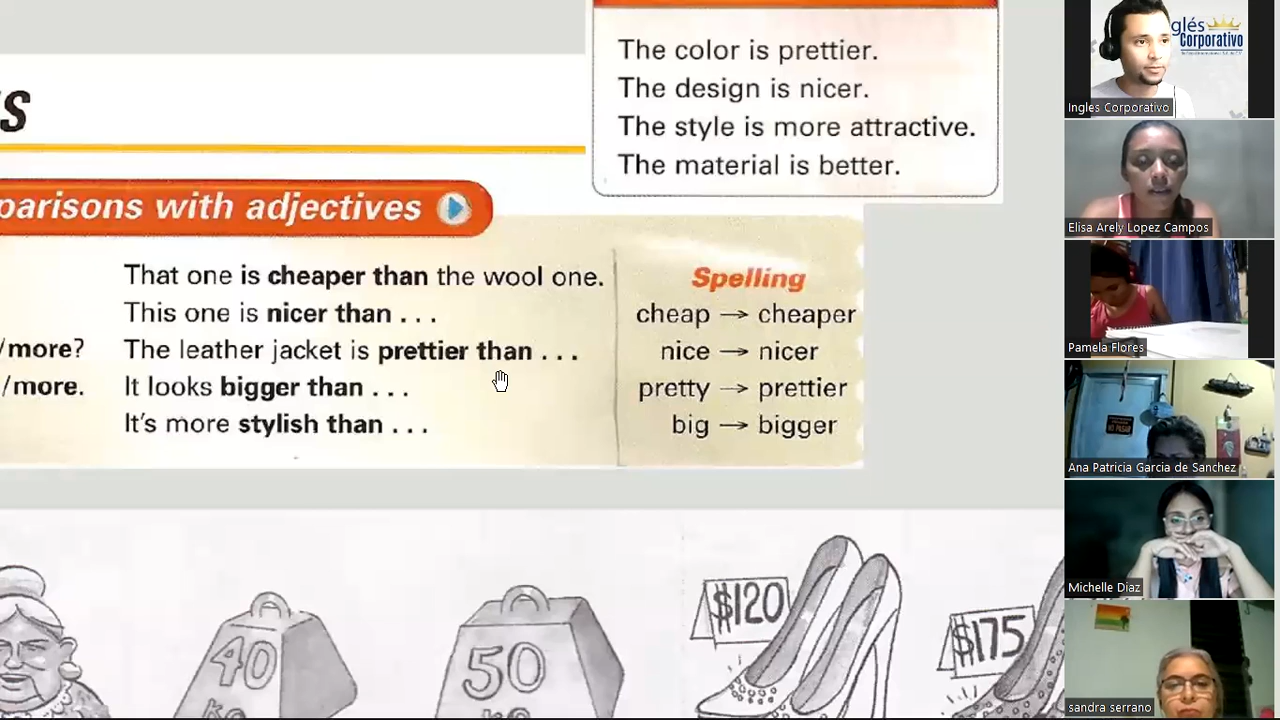 The color is prettier.
The design is nicer.
The style is more attractive.
The material is better.
parisons with adjectives
That one is cheaper than the wool one.
This one is nicer than . . .
/more? The leather jacket is prettier than . . .
/more. It looks bigger than . . .
It's more stylish than . . .
Spelling
cheap → cheaper
nice → nicer
pretty → prettier
big → bigger
40
50
$120
$175
glés
Corporativo
Ingles Corporativo
Elisa Arely Lopez Campos
Pamela Flores
NO PASAR
Ana Patricia Garcia de Sanchez
Michelle Diaz
sandra serrano